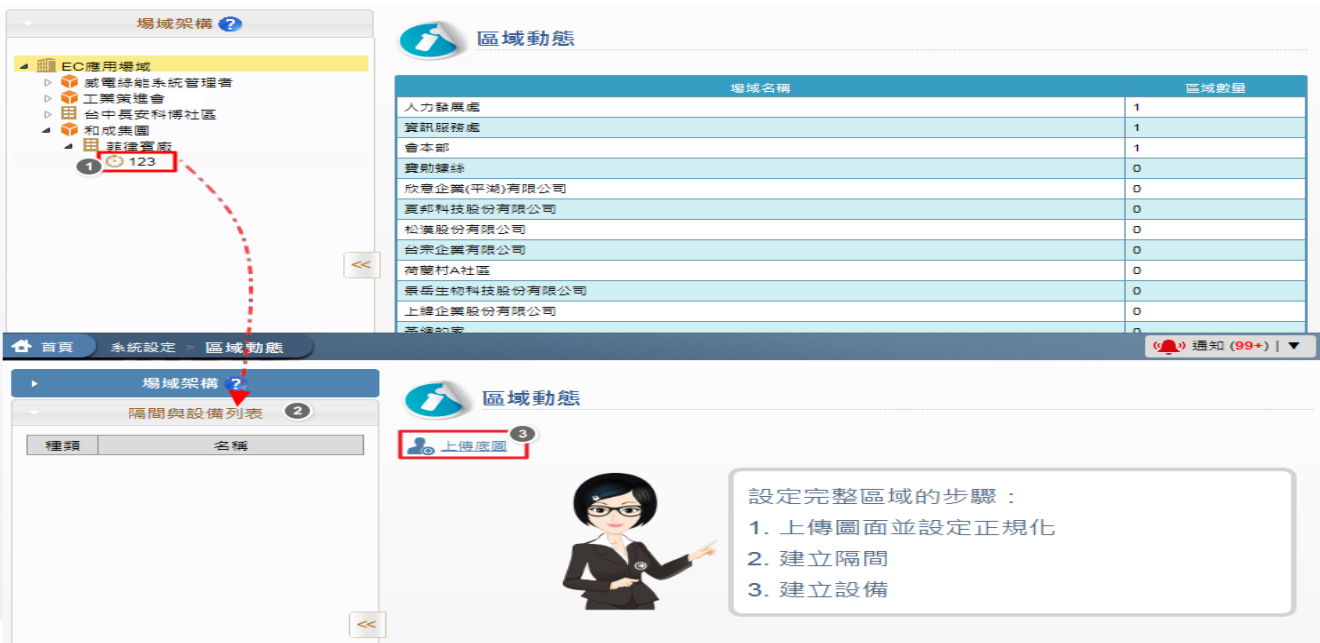 場域架構 ?
EC應用場域
威電綠能系統管理者
工業策進會
台中長安科博社區
和成集團
菲律賓廠
1
123
<<
區域動態
場域名稱 區域數量
人力發展處 1
資訊服務處 1
會本部 1
寶勛螺絲 0
欣意企業(平湖)有限公司 0
夏邦科技股份有限公司 0
松漢股份有限公司 0
台宗企業有限公司 0
荷蘭村A社區 0
景岳生物科技股份有限公司 0
上緯企業股份有限公司 0
首頁 系統設定 > 區域動態 通知 (99+) | ▼
場域架構 ?
隔間與設備列表 2
種類 名稱
<<
區域動態
上傳底圖 3
設定完整區域的步驟：
1. 上傳圖面並設定正規化
2. 建立隔間
3. 建立設備